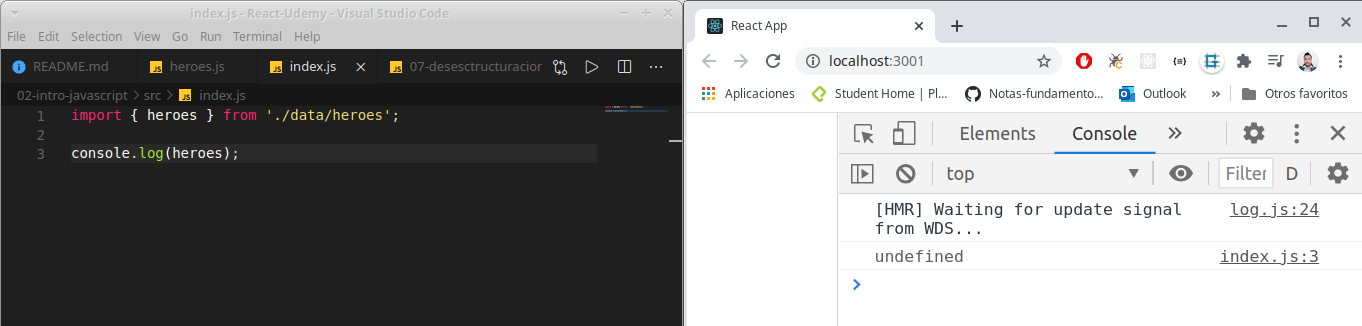 index.js - React-Udemy - Visual Studio Code
File Edit Selection View Go Run Terminal Help
README.md heroes.js index.js 07-desesctructuracior
02-intro-javascript > src > index.js
1 import { heroes } from './data/heroes';
2
3 console.log(heroes);
React App
localhost:3001
Aplicaciones Student Home | Pl... Notas-fundamento... Outlook » Otros favoritos
Elements Console »
top Filter D
[HMR] Waiting for update signal log.js:24
from WDS...
undefined index.js:3